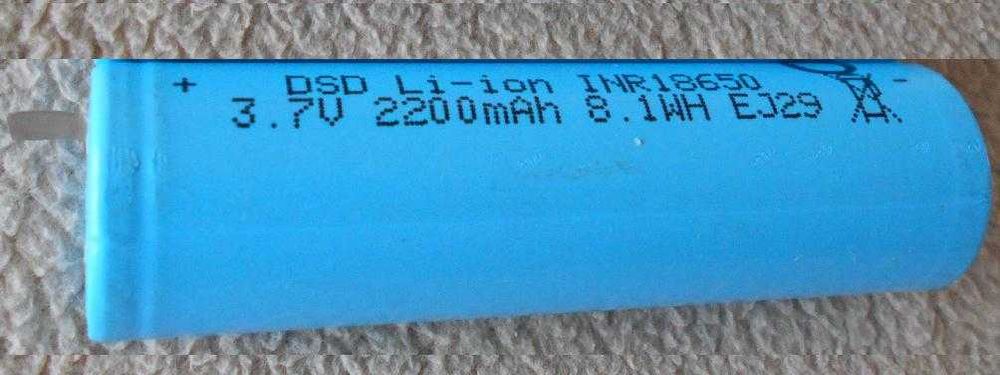 + DSD Li-ion INR18650 -
3.7V 2200mAh 8.1WH EJ29